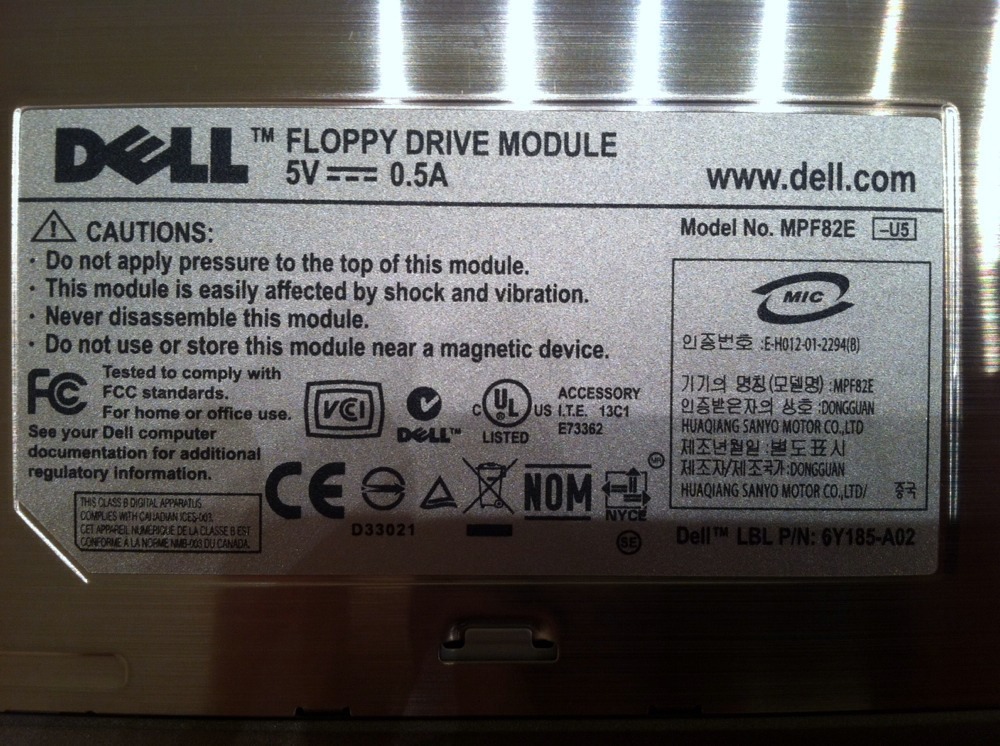 DELL™ FLOPPY DRIVE MODULE
5V 0.5A
www.dell.com
CAUTIONS:
· Do not apply pressure to the top of this module.
· This module is easily affected by shock and vibration.
· Never disassemble this module.
· Do not use or store this module near a magnetic device.
Model No. MPF82E -U5
MIC
인증번호 :E-H012-01-2294(B)
기기의 명칭(모델명) :MPF82E
인증받은자의 상호 :DONGGUAN
HUAQIANG SANYO MOTOR CO.,LTD
제조년월일 :별도표시
제조자/제조국가:DONGGUAN
HUAQIANG SANYO MOTOR CO.,LTD/ 중국
FC
Tested to comply with
FCC standards.
For home or office use.
See your Dell computer
documentation for additional
regulatory information.
VCI
DELL™
C UL ® US
LISTED
ACCESSORY
I.T.E. 13C1
E73362
CE
D33021
NOM
NYCE
SE
THIS CLASS B DIGITAL APPARATUS
COMPLIES WITH CANADIAN ICES-003.
CET APPAREIL NUMÉRIQUE DE LA CLASSE B EST
CONFORME A LA NORME NMB-003 DU CANADA.
Dell™ LBL P/N: 6Y185-A02